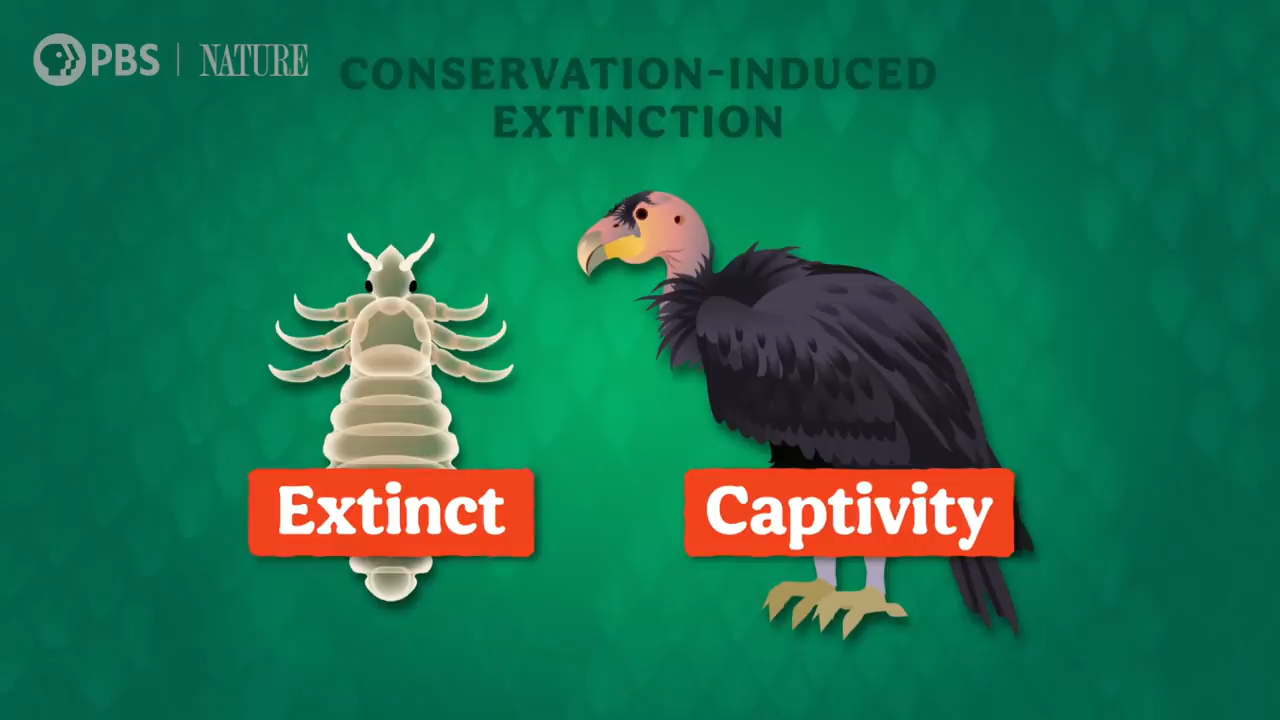 PBS | NATURE
CONSERVATION-INDUCED
EXTINCTION
Extinct
Captivity